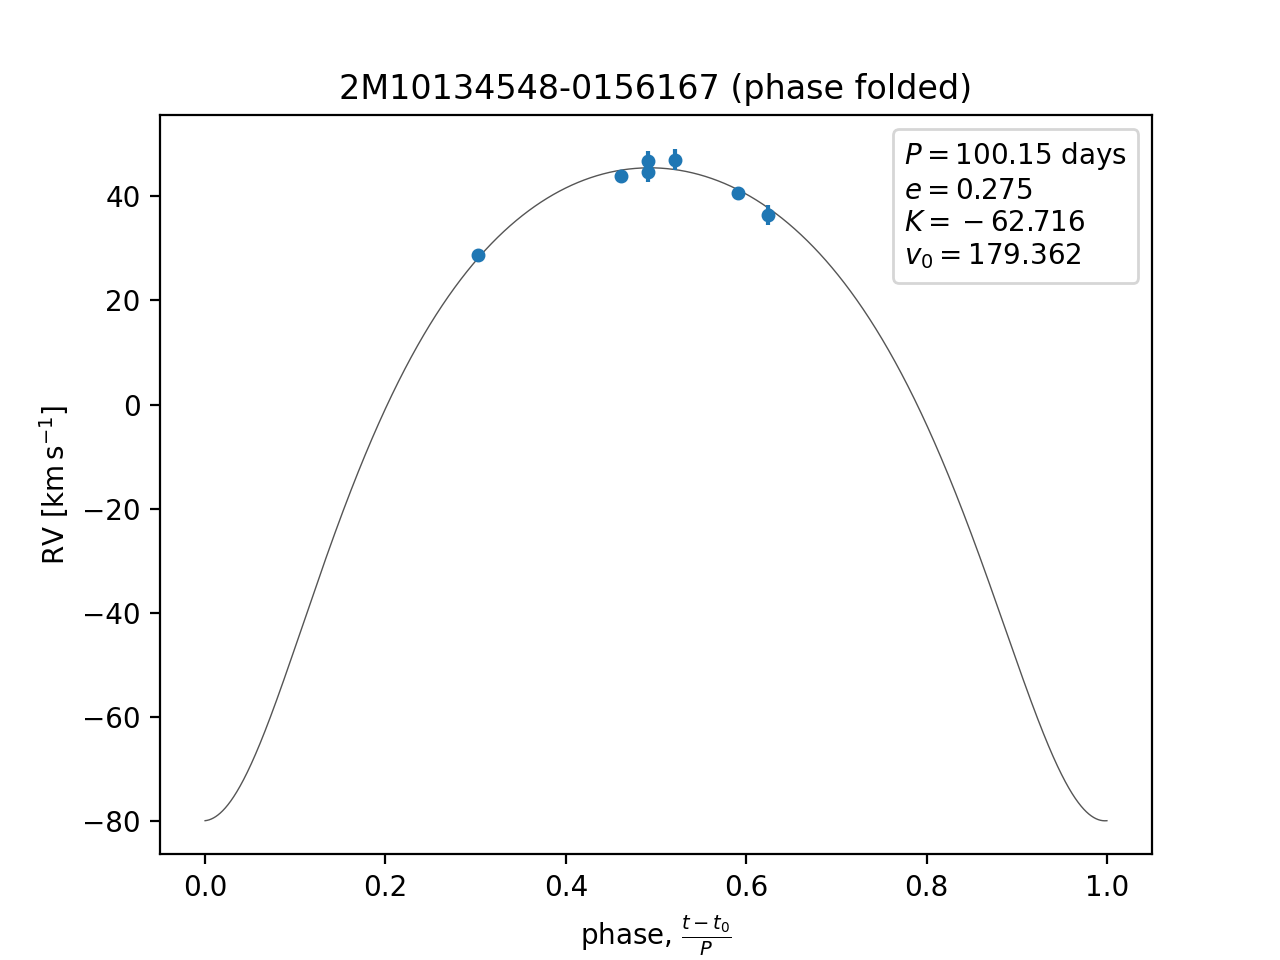 2M10134548-0156167 (phase folded)
P = 100.15 days
e = 0.275
K = −62.716
v₀ = 179.362
RV [km s⁻¹]
40
20
0
−20
−40
−60
−80
0.0 0.2 0.4 0.6 0.8 1.0
phase, (t − t₀)/P